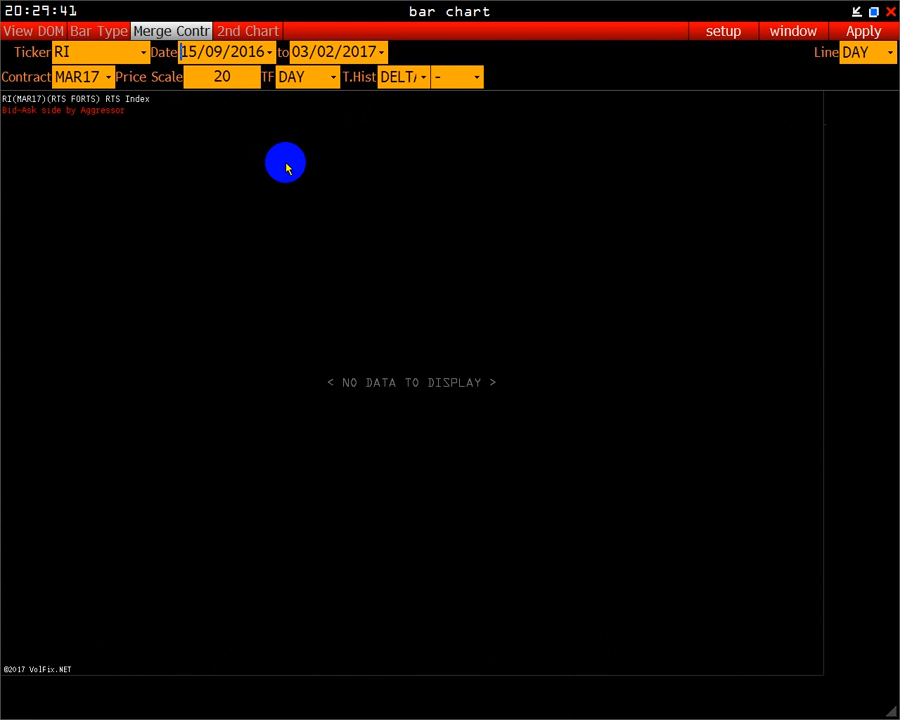 20:29:41 bar chart
View DOM Bar Type Merge Contr 2nd Chart setup window Apply
Ticker RI Date 15/09/2016 to 03/02/2017 Line DAY
Contract MAR17 Price Scale 20 TF DAY T.Hist DELT -
RI(MAR17)(RTS FORTS) RTS Index
Bid-Ask side by Aggressor
< NO DATA TO DISPLAY >
©2017 VolFix.NET